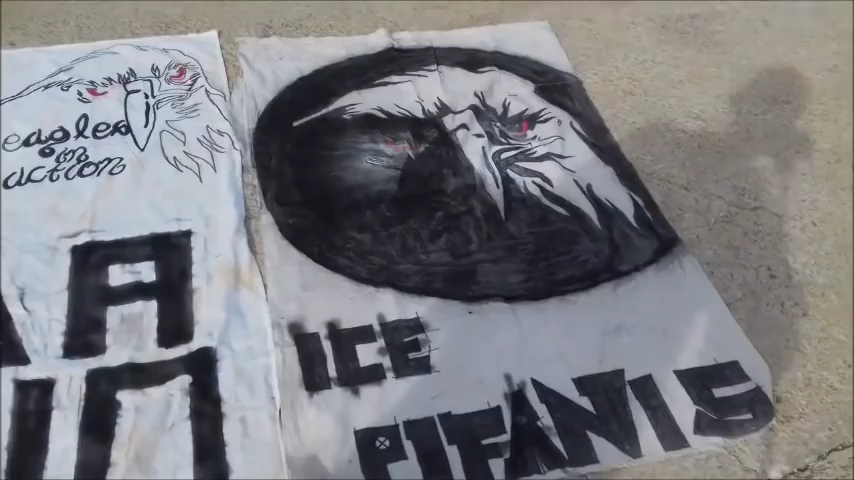 eagles
in
action
A
ICE
PIFANIS